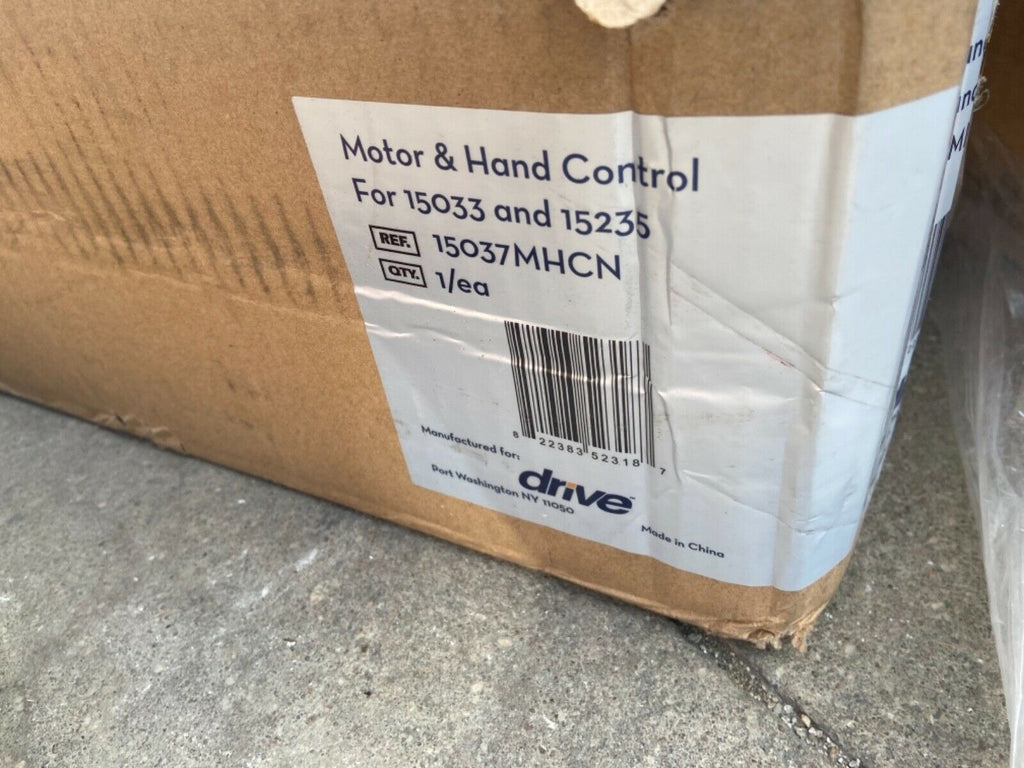 Motor & Hand Control
For 15033 and 15235
REF. 15037MHCN
QTY. 1/ea
8 22383 52318 7
Manufactured for:
drive™
Port Washington NY 11050
Made in China